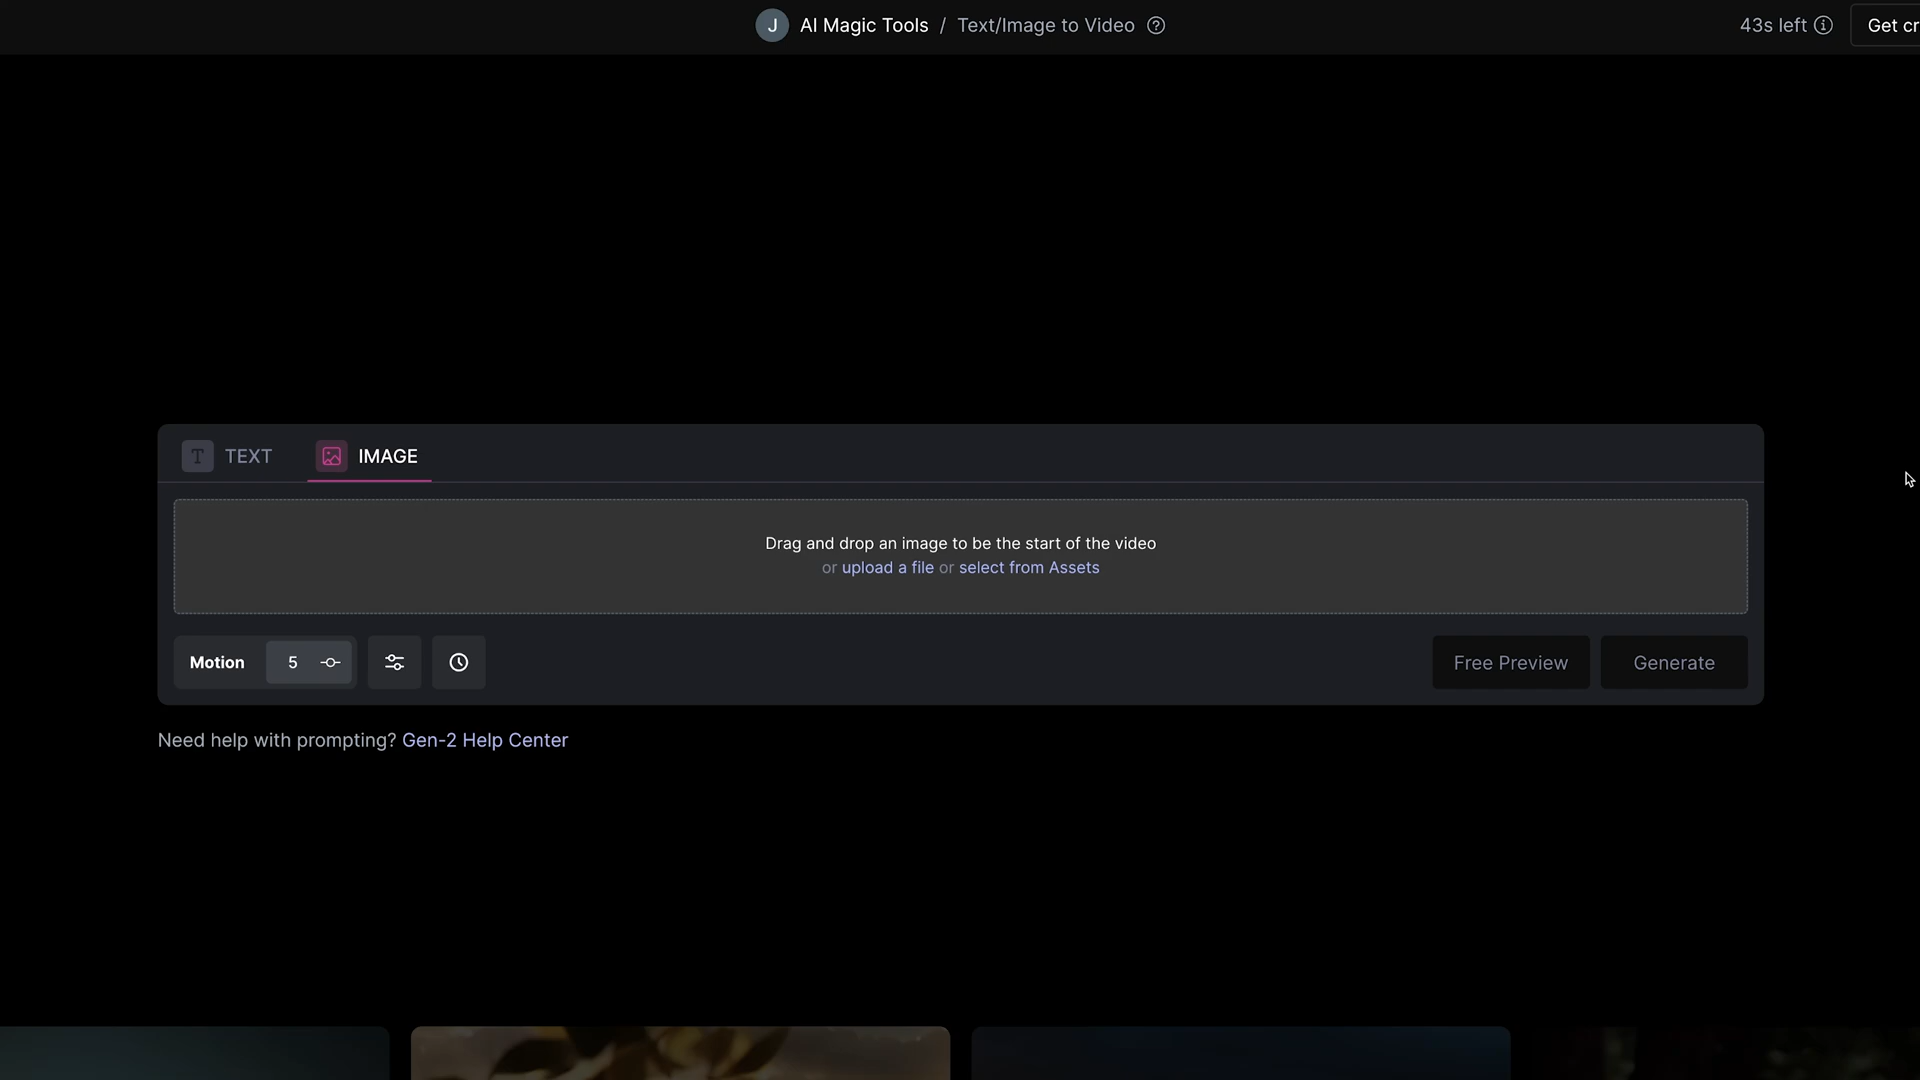 J AI Magic Tools / Text/Image to Video
43s left
Get cr
TEXT
IMAGE
Drag and drop an image to be the start of the video
or upload a file or select from Assets
Motion 5
Free Preview
Generate
Need help with prompting? Gen-2 Help Center